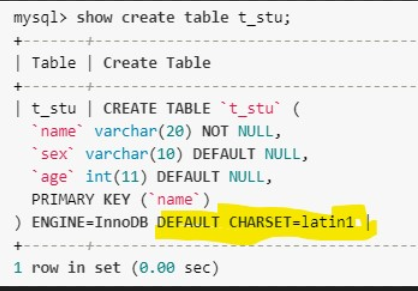 mysql> show create table t_stu;
+-------+---------------------------------
| Table | Create Table
+-------+---------------------------------
| t_stu | CREATE TABLE `t_stu` (
`name` varchar(20) NOT NULL,
`sex` varchar(10) DEFAULT NULL,
`age` int(11) DEFAULT NULL,
PRIMARY KEY (`name`)
) ENGINE=InnoDB DEFAULT CHARSET=latin1 |
+-------+---------------------------------
1 row in set (0.00 sec)